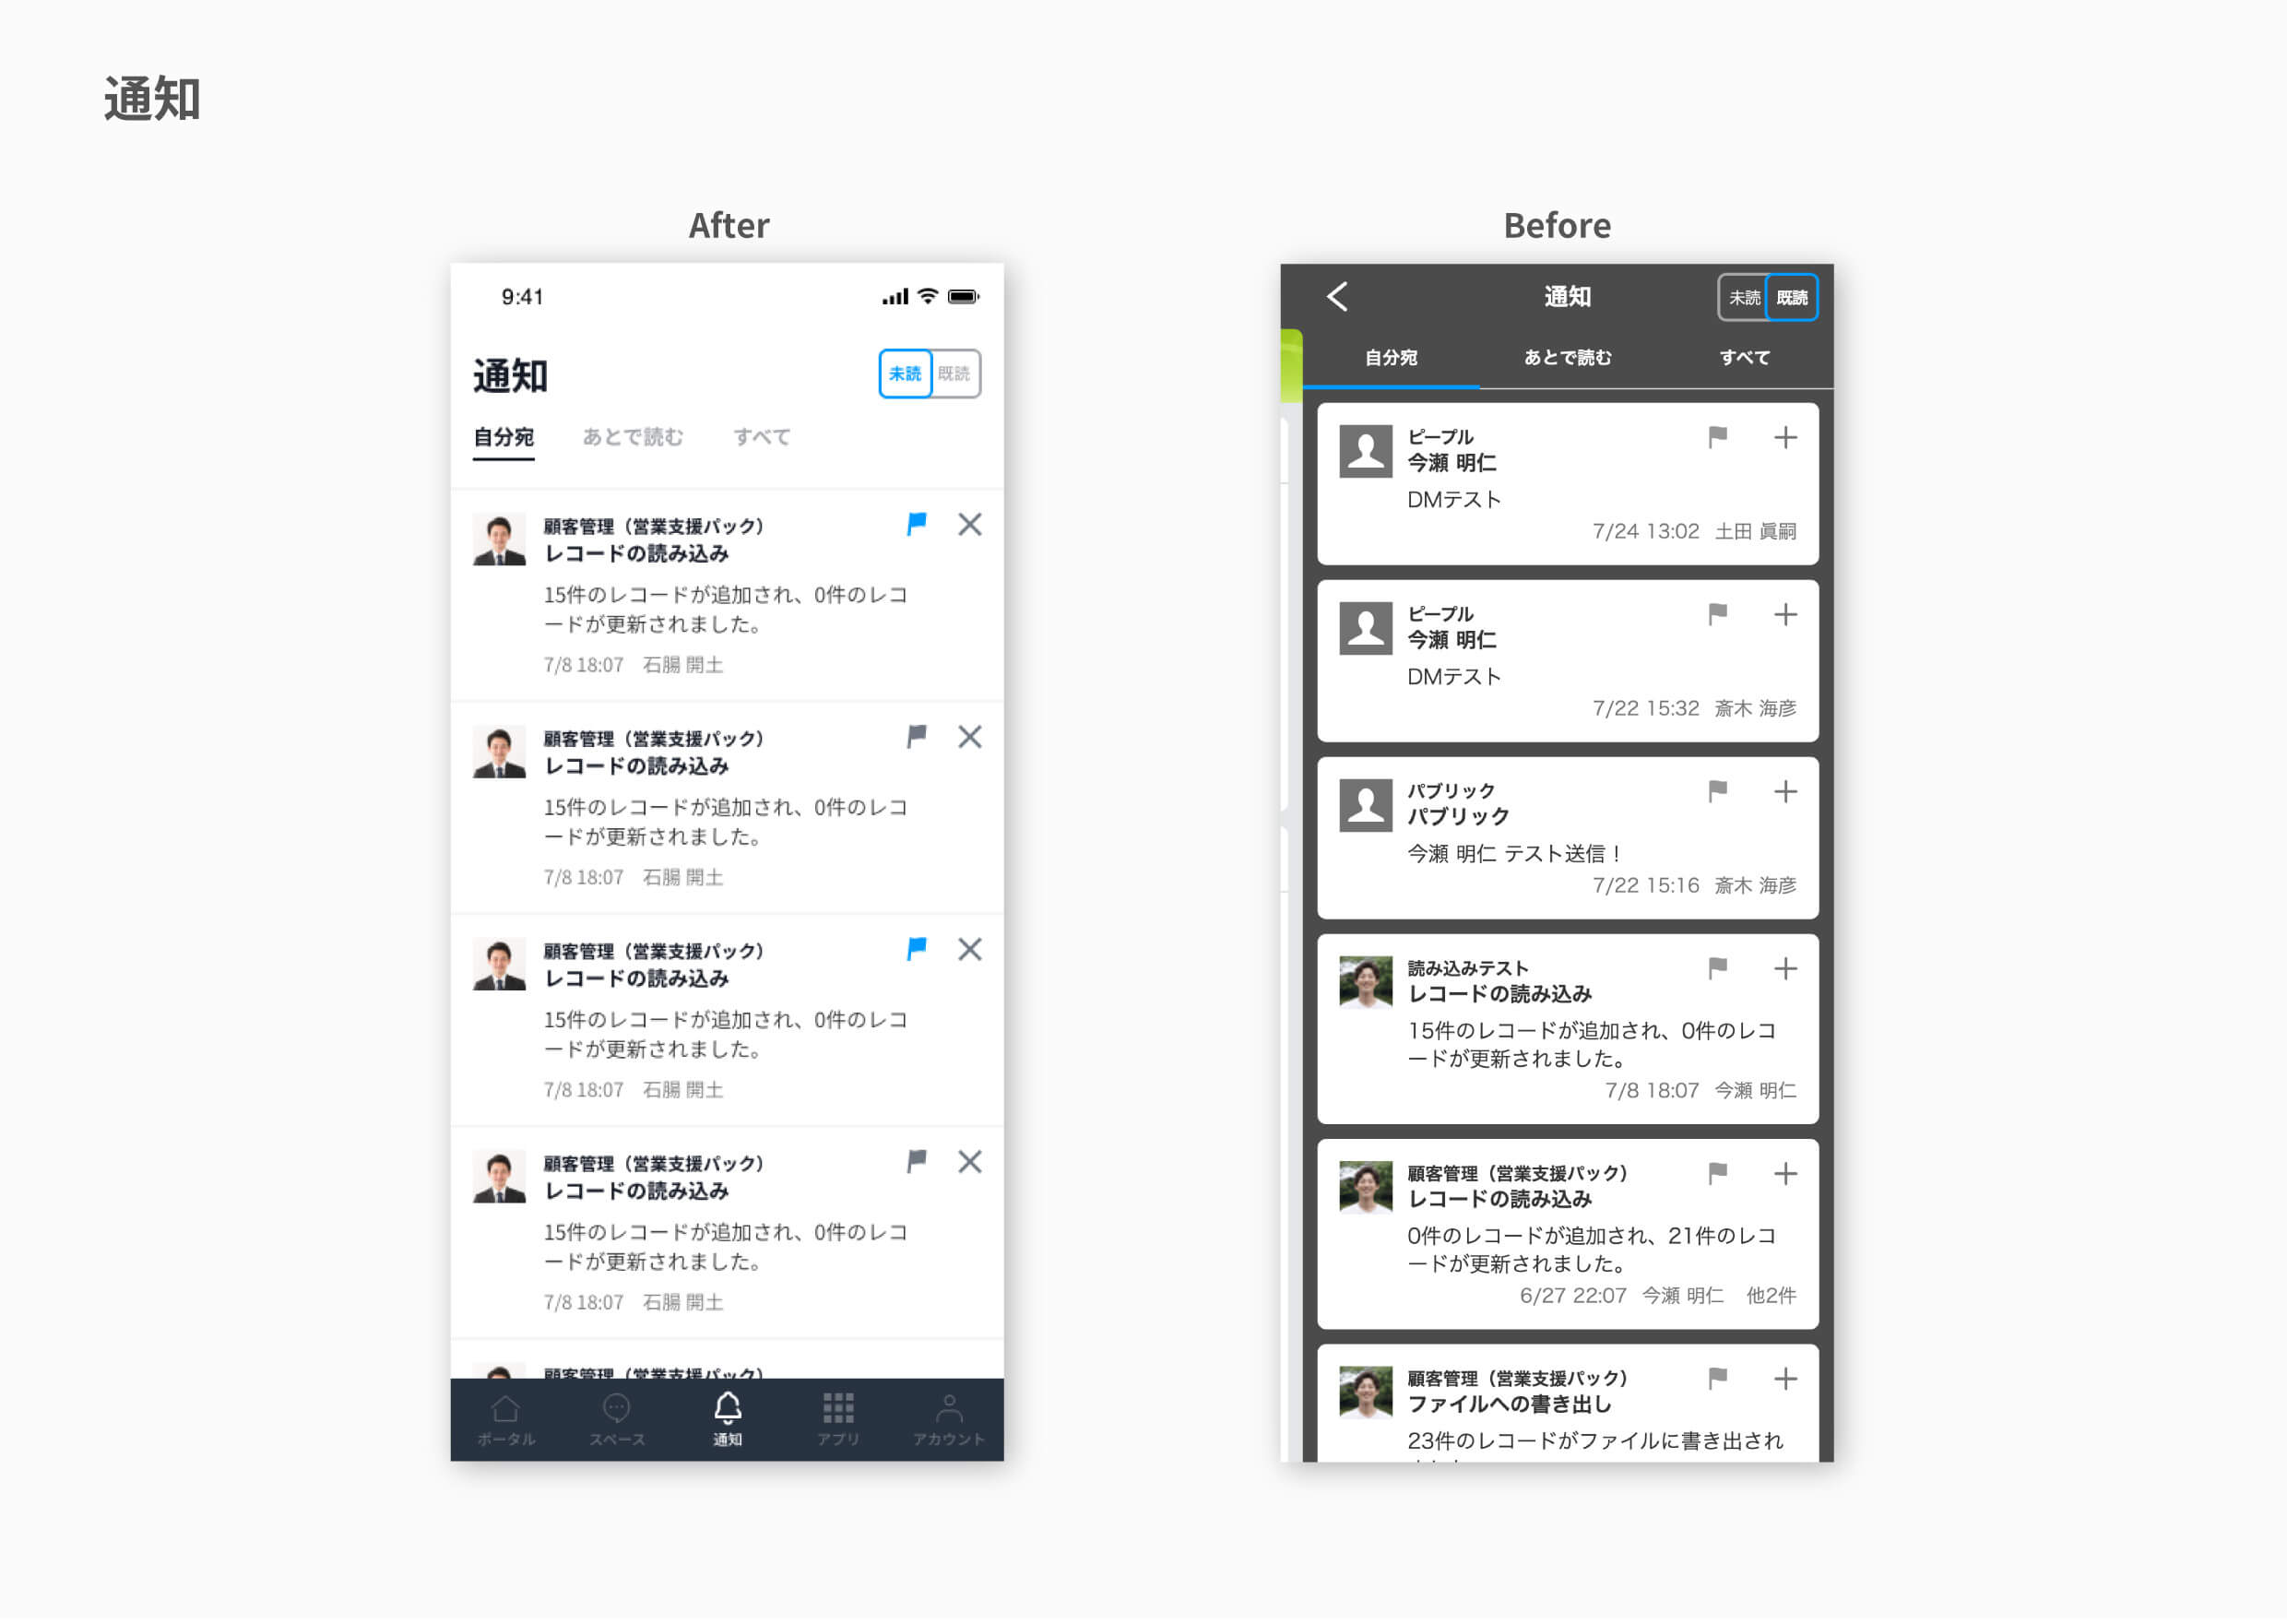 通知
After
9:41
通知
未読 既読
自分宛 あとで読む すべて
顧客管理（営業支援パック）
レコードの読み込み
15件のレコードが追加され、0件のレコ
ードが更新されました。
7/8 18:07 石腸 開土
顧客管理（営業支援パック）
レコードの読み込み
15件のレコードが追加され、0件のレコ
ードが更新されました。
7/8 18:07 石腸 開土
顧客管理（営業支援パック）
レコードの読み込み
15件のレコードが追加され、0件のレコ
ードが更新されました。
7/8 18:07 石腸 開土
顧客管理（営業支援パック）
レコードの読み込み
15件のレコードが追加され、0件のレコ
ードが更新されました。
7/8 18:07 石腸 開土
顧客管理（営業支援パック）
ポータル スペース 通知 アプリ アカウント
Before
通知 未読 既読
自分宛 あとで読む すべて
ピープル
今瀬 明仁
DMテスト
7/24 13:02 土田 眞嗣
ピープル
今瀬 明仁
DMテスト
7/22 15:32 斎木 海彦
パブリック
パブリック
今瀬 明仁 テスト送信！
7/22 15:16 斎木 海彦
読み込みテスト
レコードの読み込み
15件のレコードが追加され、0件のレコ
ードが更新されました。
7/8 18:07 今瀬 明仁
顧客管理（営業支援パック）
レコードの読み込み
0件のレコードが追加され、21件のレコ
ードが更新されました。
6/27 22:07 今瀬 明仁 他2件
顧客管理（営業支援パック）
ファイルへの書き出し
23件のレコードがファイルに書き出され